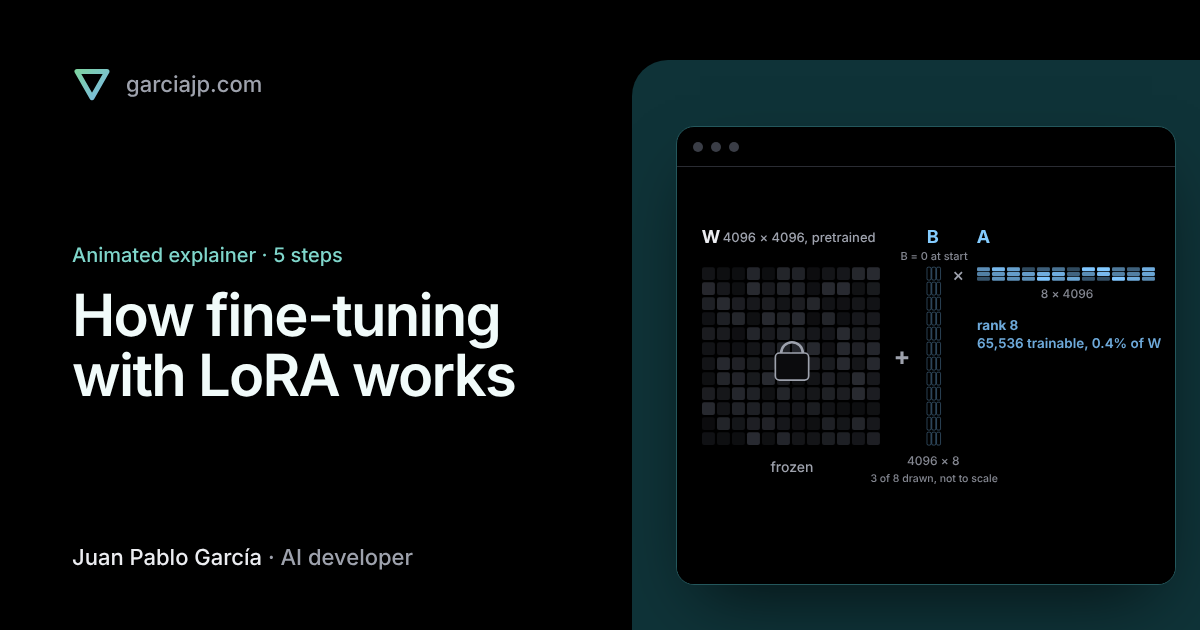 garciajp.com
Animated explainer · 5 steps
How fine-tuning
with LoRA works
Juan Pablo García · AI developer
W 4096 × 4096, pretrained
frozen
+
B
B = 0 at start
4096 × 8
3 of 8 drawn, not to scale
×
A
8 × 4096
rank 8
65,536 trainable, 0.4% of W